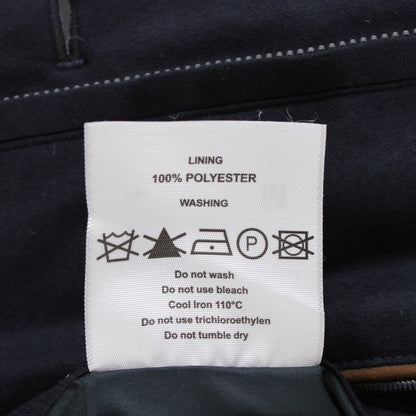 LINING
100% POLYESTER
WASHING
P
Do not wash
Do not use bleach
Cool Iron 110°C
Do not use trichloroethylen
Do not tumble dry